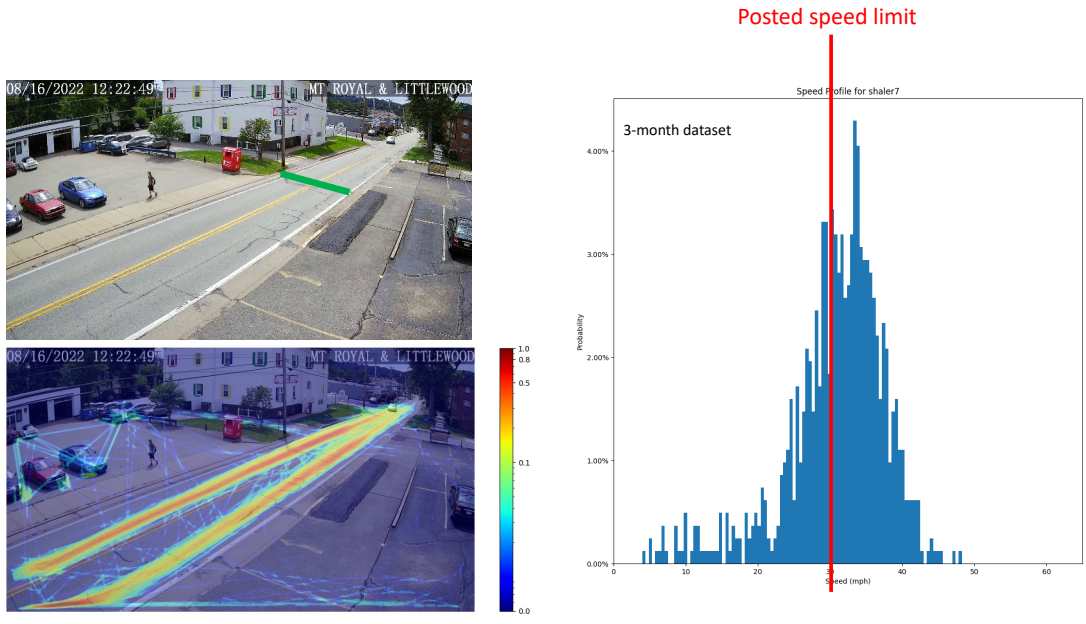 Posted speed limit
08/16/2022 12:22:49
MT ROYAL & LITTLEWOOD
Speed Profile for shaler7
3-month dataset
4.00%
3.00%
2.00%
1.00%
0.00%
Probability
0
10
20
30
40
50
60
Speed (mph)
08/16/2022 12:22:49
MT ROYAL & LITTLEWOOD
1.0
0.8
0.5
0.1
0.0